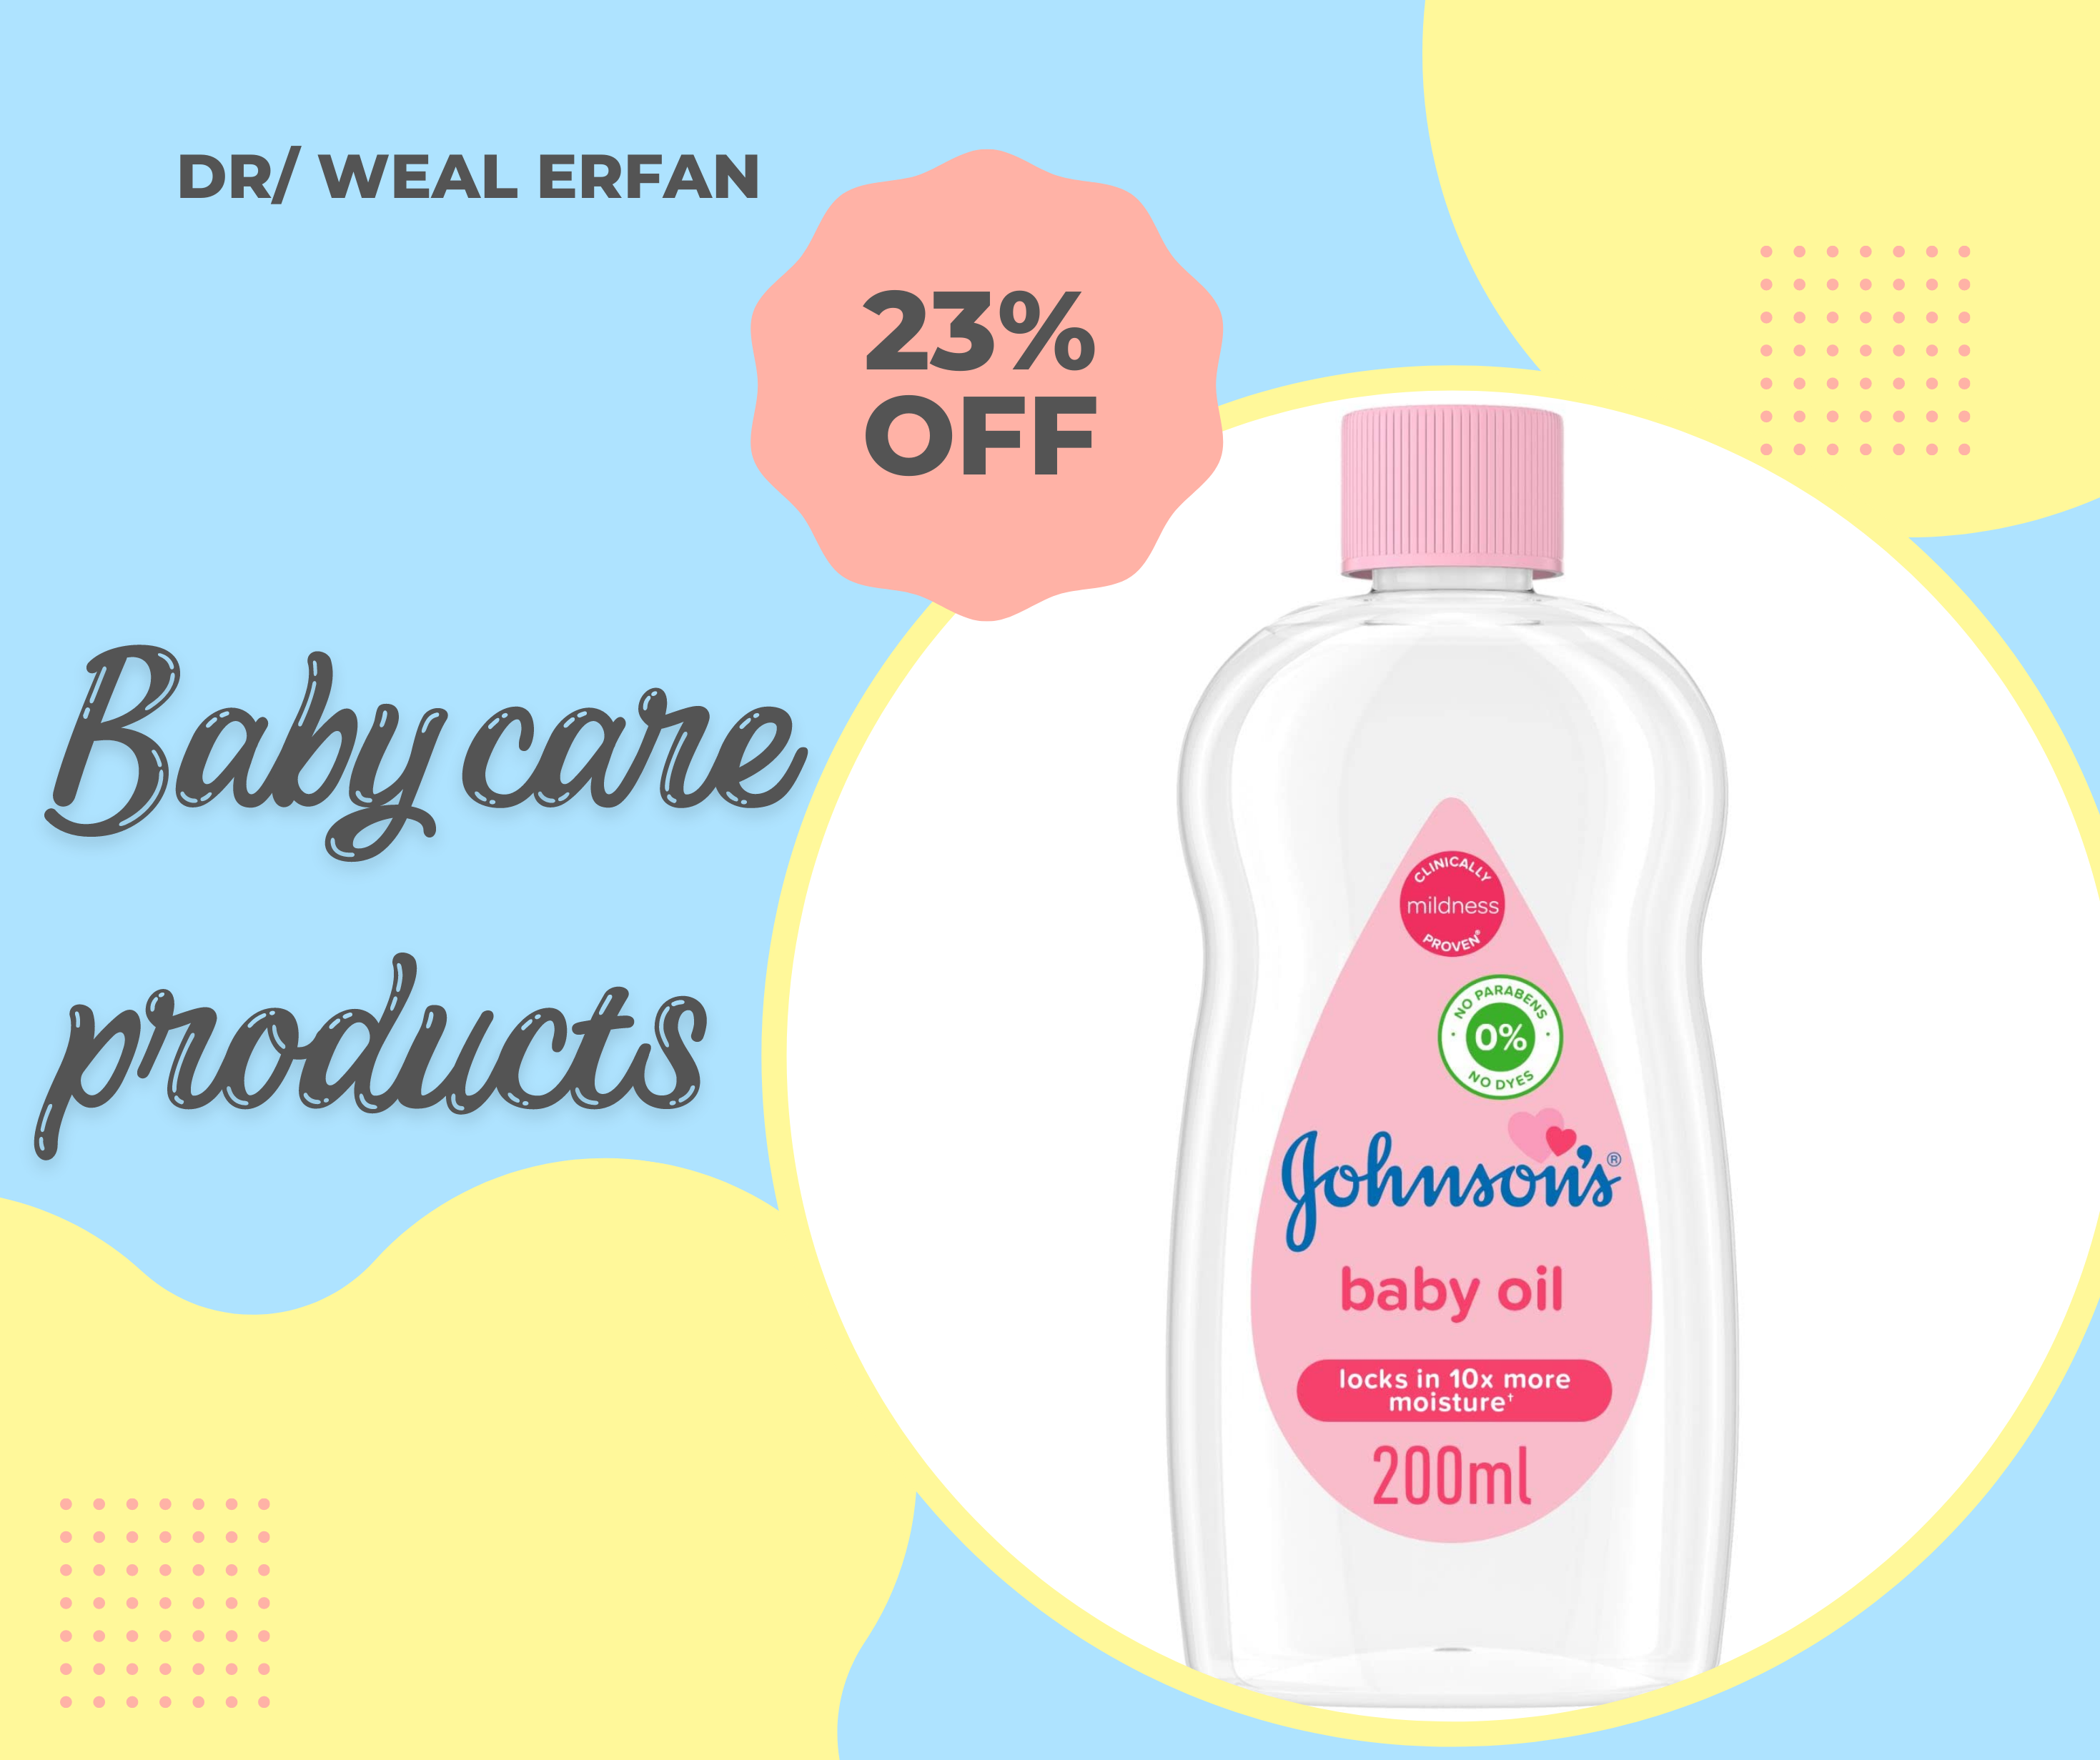 DR/ WEAL ERFAN
23%
OFF
Baby care
products
CLINICALLY
mildness
PROVEN®
NO PARABENS
0%
NO DYES
Johnson's®
baby oil
locks in 10x more
moisture†
200ml